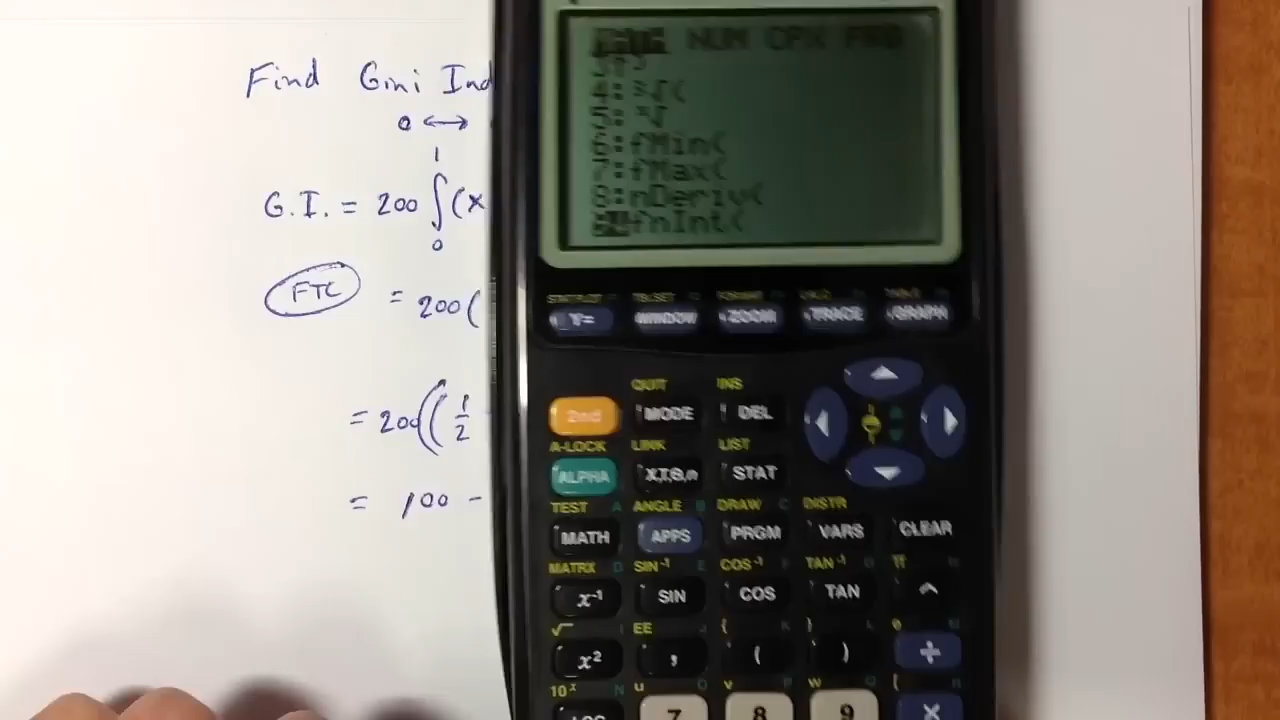 Find Gini Ind
0 ↔
1
G.I. = 200 ∫ (x
0
FTC = 200 (
= 200 ( ( 1/2
= 100 -
MATH NUM CPX PRB
4: ³√(
5: ˣ√
6:fMin(
7:fMax(
8:nDeriv(
fnInt(
Y= WINDOW ZOOM TRACE GRAPH
QUIT INS
2nd MODE DEL
A-LOCK LINK LIST
ALPHA X,T,θ,n STAT
TEST A ANGLE B DRAW C DISTR
MATH APPS PRGM VARS CLEAR
MATRX D SIN⁻¹ E COS⁻¹ F TAN⁻¹ G π H
x⁻¹ SIN COS TAN ^
√ I EE J { K } L e M
x² , ( ) ÷
10ˣ N u O v P w Q [ R
LOG 7 8 9 ×